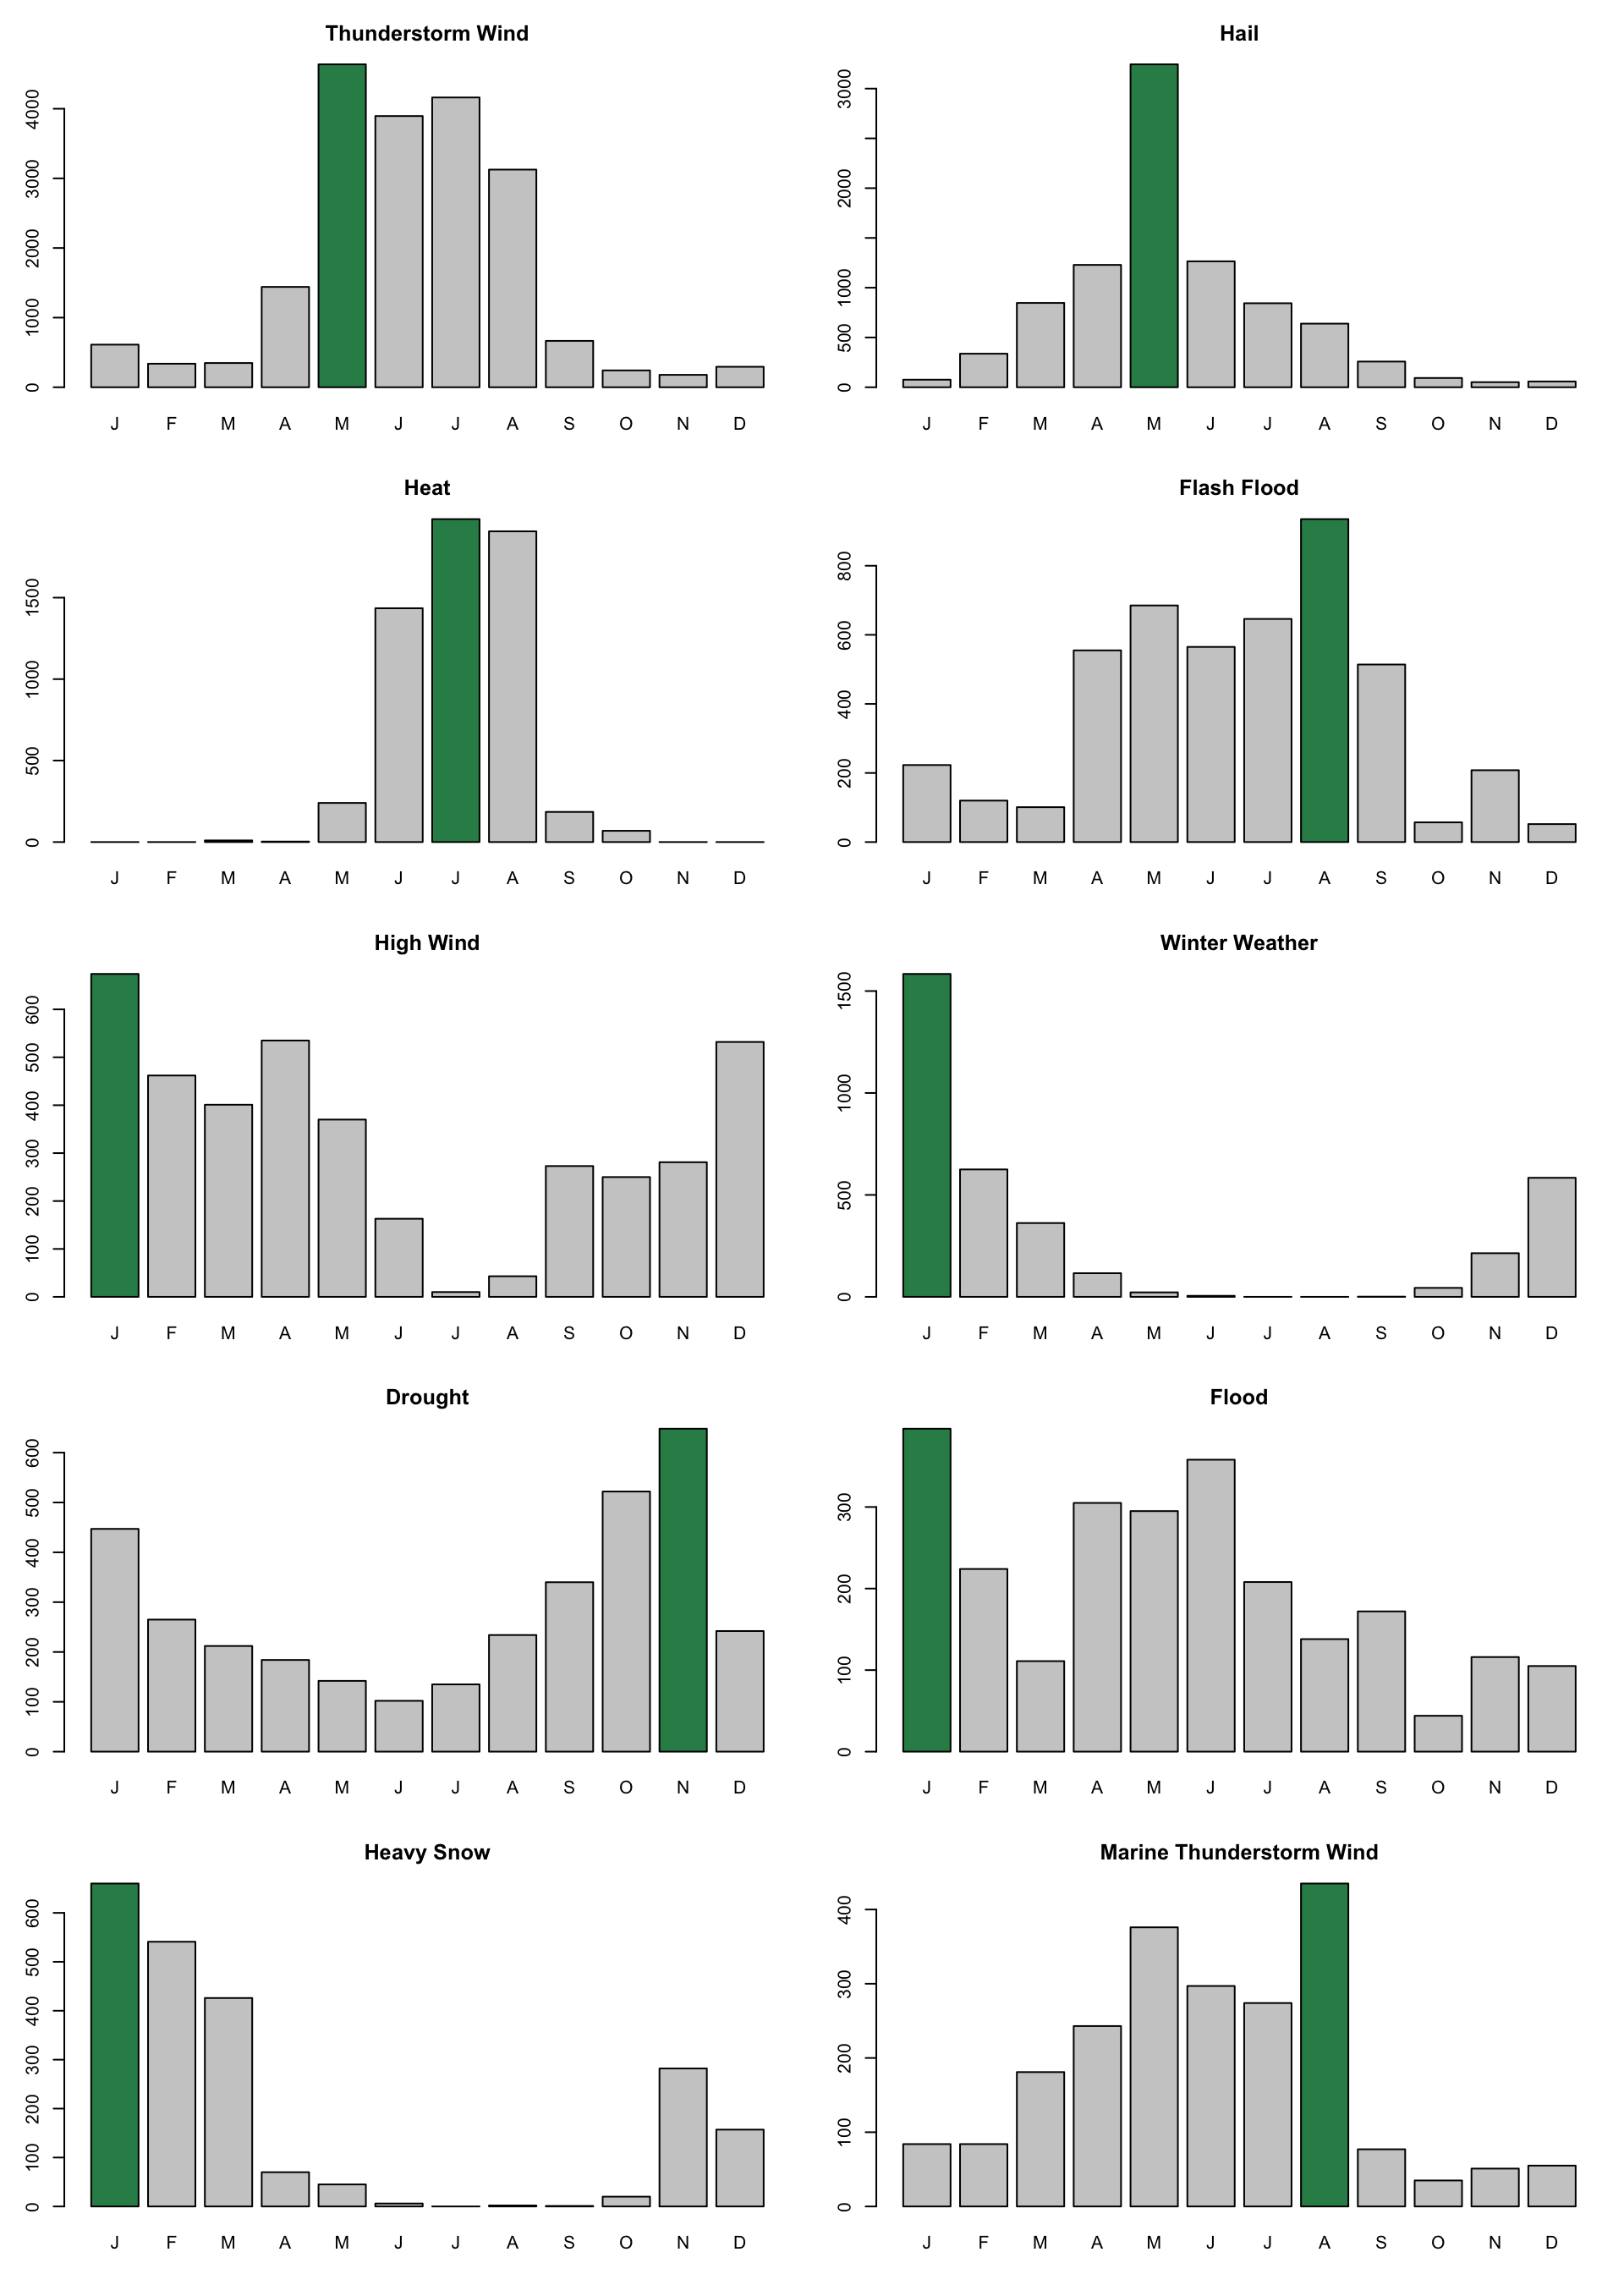 Thunderstorm Wind
0 1000 2000 3000 4000
J F M A M J J A S O N D
Hail
0 500 1000 2000 3000
J F M A M J J A S O N D
Heat
0 500 1000 1500
J F M A M J J A S O N D
Flash Flood
0 200 400 600 800
J F M A M J J A S O N D
High Wind
0 100 200 300 400 500 600
J F M A M J J A S O N D
Winter Weather
0 500 1000 1500
J F M A M J J A S O N D
Drought
0 100 200 300 400 500 600
J F M A M J J A S O N D
Flood
0 100 200 300
J F M A M J J A S O N D
Heavy Snow
0 100 200 300 400 500 600
J F M A M J J A S O N D
Marine Thunderstorm Wind
0 100 200 300 400
J F M A M J J A S O N D